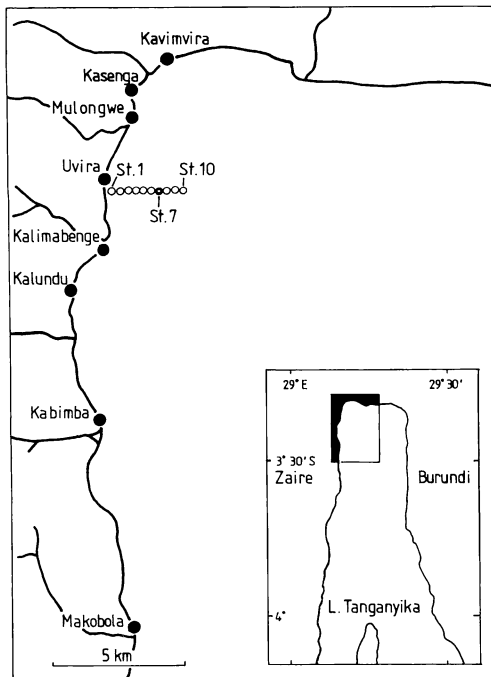 Kavimvira
Kasenga
Mulongwe
Uvira
St.1
St.10
St.7
Kalimabenge
Kalundu
Kabimba
Makobola
5 km
29° E
29° 30'
3° 30' S
Zaire
Burundi
4°
L. Tanganyika